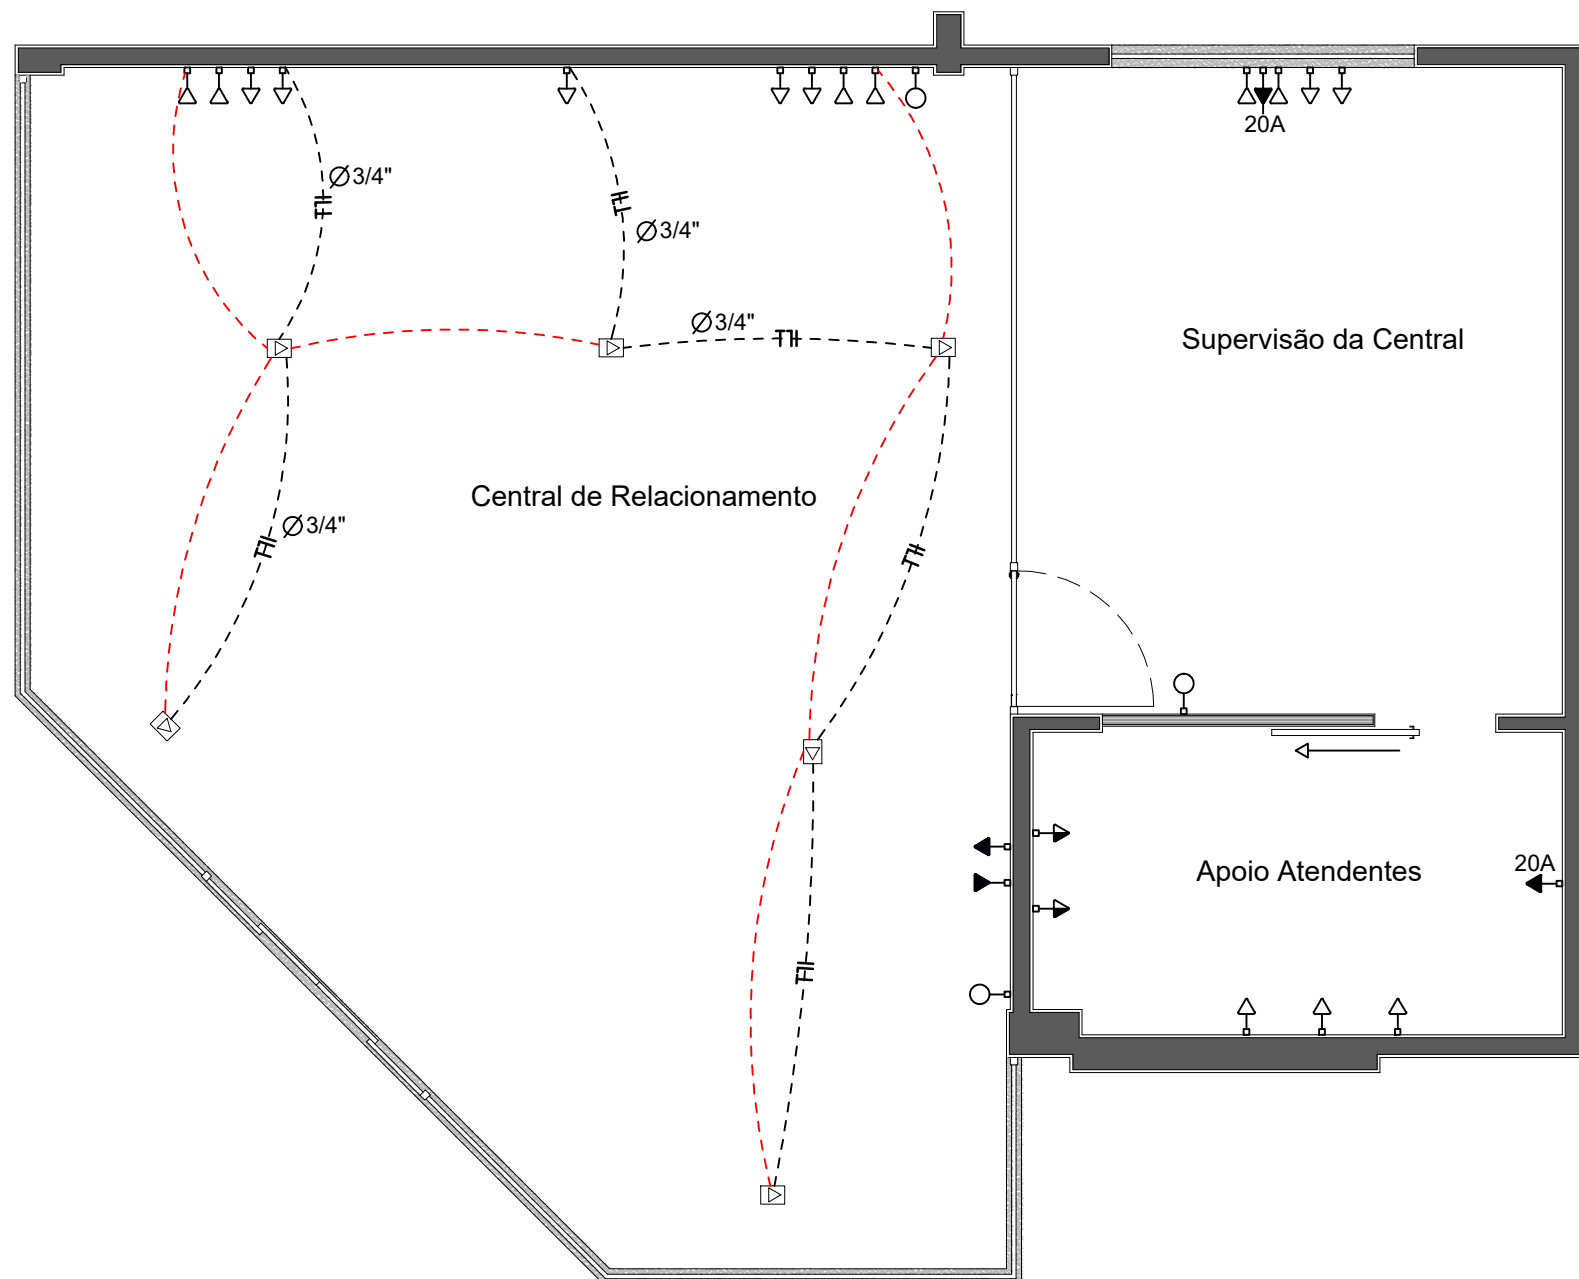 20A
Ø3/4"
Ø3/4"
Ø3/4"
Supervisão da Central
Central de Relacionamento
Ø3/4"
Apoio Atendentes
20A